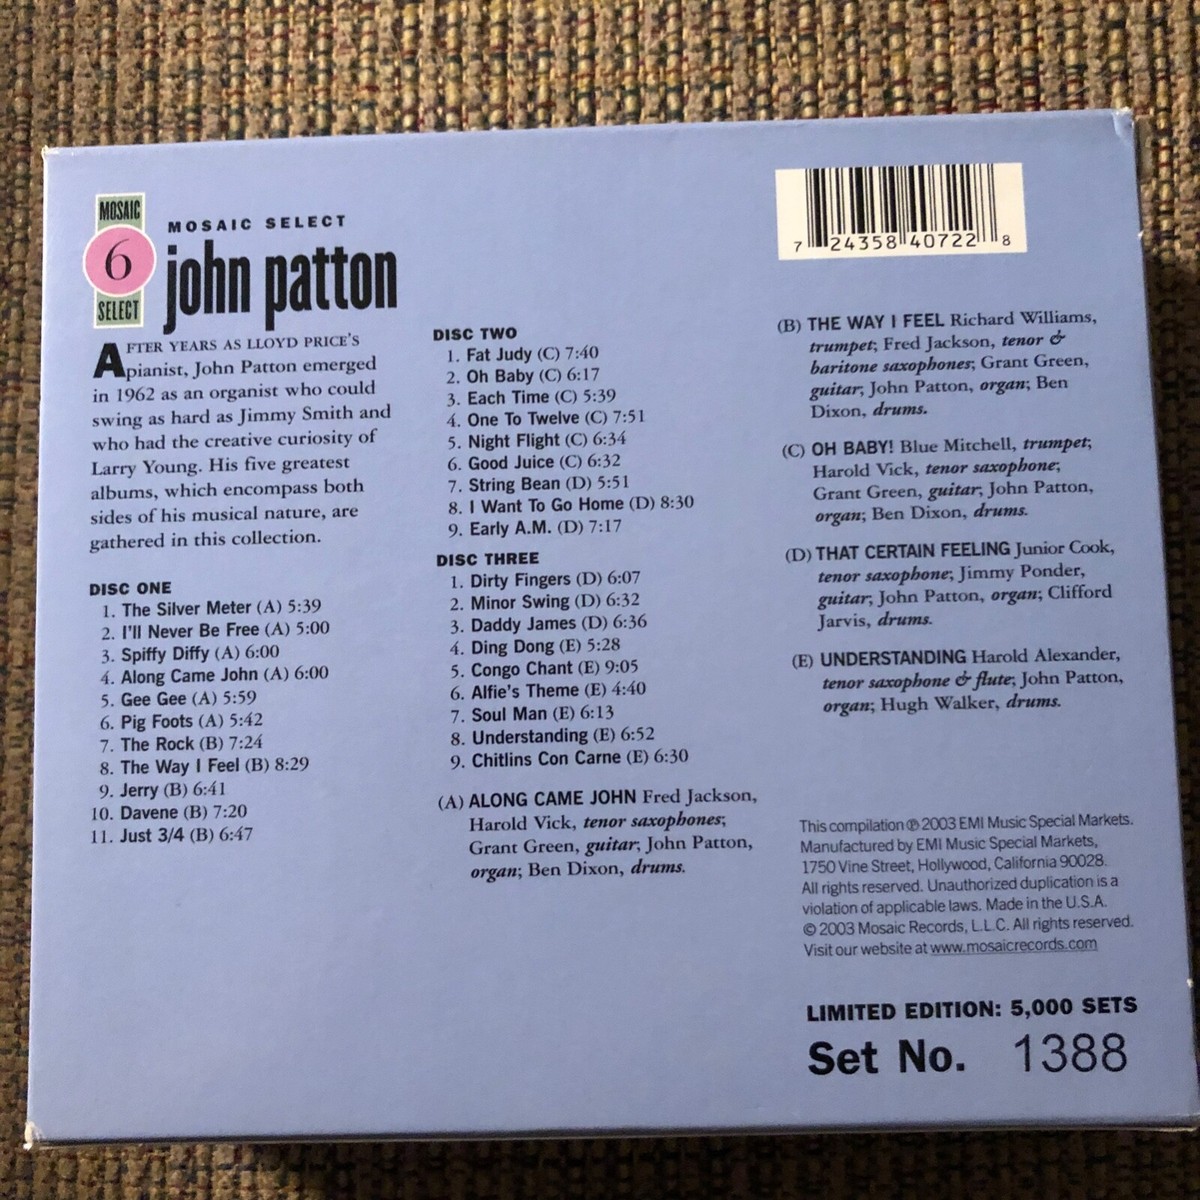 MOSAIC
6
SELECT
MOSAIC SELECT
john patton
AFTER YEARS AS LLOYD PRICE'S
pianist, John Patton emerged
in 1962 as an organist who could
swing as hard as Jimmy Smith and
who had the creative curiosity of
Larry Young. His five greatest
albums, which encompass both
sides of his musical nature, are
gathered in this collection.
DISC ONE
1. The Silver Meter (A) 5:39
2. I'll Never Be Free (A) 5:00
3. Spiffy Diffy (A) 6:00
4. Along Came John (A) 6:00
5. Gee Gee (A) 5:59
6. Pig Foots (A) 5:42
7. The Rock (B) 7:24
8. The Way I Feel (B) 8:29
9. Jerry (B) 6:41
10. Davene (B) 7:20
11. Just 3/4 (B) 6:47
DISC TWO
1. Fat Judy (C) 7:40
2. Oh Baby (C) 6:17
3. Each Time (C) 5:39
4. One To Twelve (C) 7:51
5. Night Flight (C) 6:34
6. Good Juice (C) 6:32
7. String Bean (D) 5:51
8. I Want To Go Home (D) 8:30
9. Early A.M. (D) 7:17
DISC THREE
1. Dirty Fingers (D) 6:07
2. Minor Swing (D) 6:32
3. Daddy James (D) 6:36
4. Ding Dong (E) 5:28
5. Congo Chant (E) 9:05
6. Alfie's Theme (E) 4:40
7. Soul Man (E) 6:13
8. Understanding (E) 6:52
9. Chitlins Con Carne (E) 6:30
(A) ALONG CAME JOHN Fred Jackson,
Harold Vick, tenor saxophones;
Grant Green, guitar; John Patton,
organ; Ben Dixon, drums.
7 24358 40722 8
(B) THE WAY I FEEL Richard Williams,
trumpet; Fred Jackson, tenor &
baritone saxophones; Grant Green,
guitar; John Patton, organ; Ben
Dixon, drums.
(C) OH BABY! Blue Mitchell, trumpet;
Harold Vick, tenor saxophone;
Grant Green, guitar; John Patton,
organ; Ben Dixon, drums.
(D) THAT CERTAIN FEELING Junior Cook,
tenor saxophone; Jimmy Ponder,
guitar; John Patton, organ; Clifford
Jarvis, drums.
(E) UNDERSTANDING Harold Alexander,
tenor saxophone & flute; John Patton,
organ; Hugh Walker, drums.
This compilation ℗ 2003 EMI Music Special Markets.
Manufactured by EMI Music Special Markets,
1750 Vine Street, Hollywood, California 90028.
All rights reserved. Unauthorized duplication is a
violation of applicable laws. Made in the U.S.A.
© 2003 Mosaic Records, L.L.C. All rights reserved.
Visit our website at www.mosaicrecords.com
LIMITED EDITION: 5,000 SETS
Set No. 1388